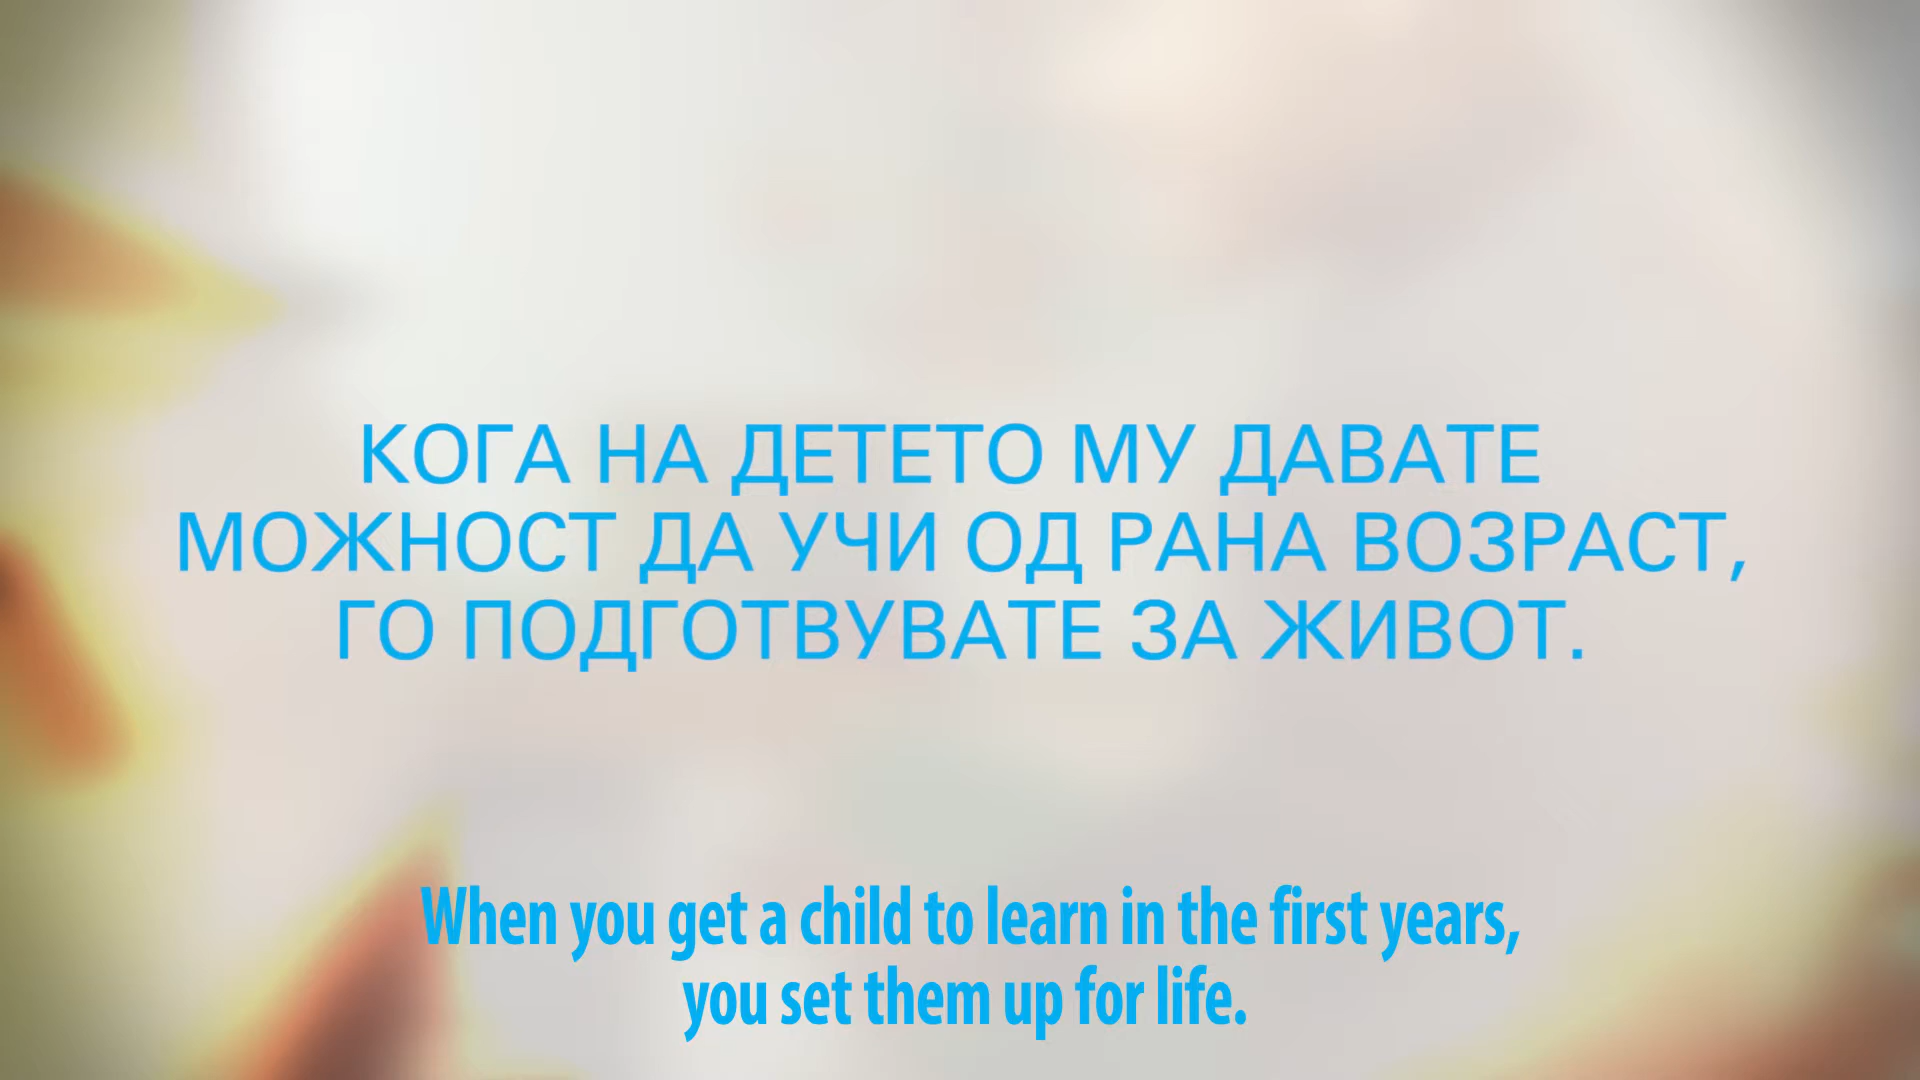 КОГА НА ДЕТЕТО МУ ДАВАТЕ
МОЖНОСТ ДА УЧИ ОД РАНА ВОЗРАСТ,
ГО ПОДГОТВУВАТЕ ЗА ЖИВОТ.
When you get a child to learn in the first years,
you set them up for life.